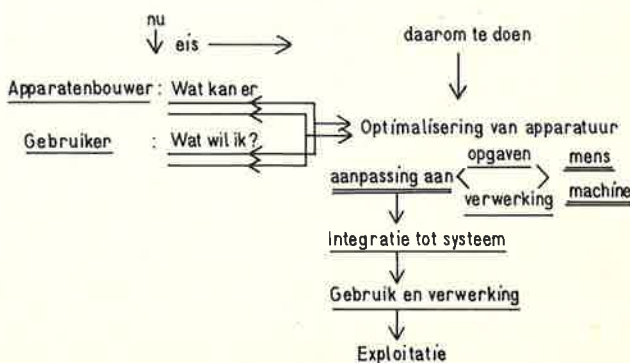 nu
eis
daarom te doen
Apparatenbouwer : Wat kan er
Optimalisering van apparatuur
Gebruiker : Wat wil ik?
opgaven mens
aanpassing aan
verwerking machine
Integratie tot systeem
Gebruik en verwerking
Exploitatie